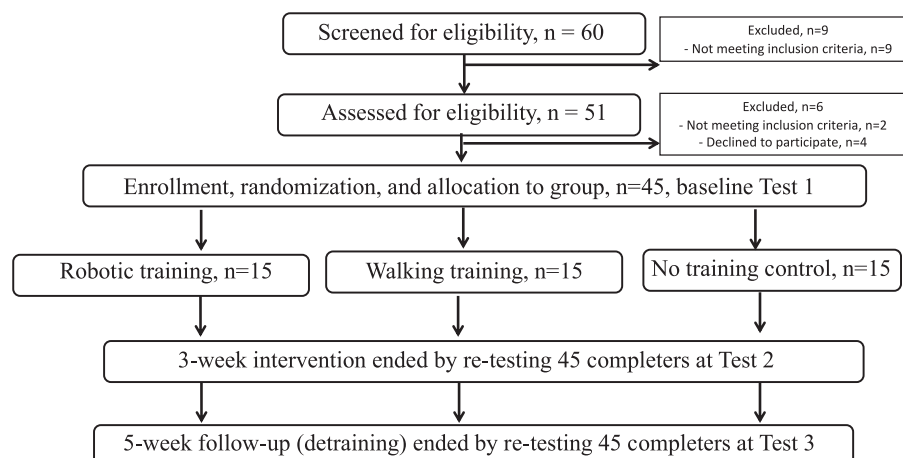 Screened for eligibility, n = 60
Excluded, n=9
- Not meeting inclusion criteria, n=9
Assessed for eligibility, n = 51
Excluded, n=6
- Not meeting inclusion criteria, n=2
- Declined to participate, n=4
Enrollment, randomization, and allocation to group, n=45, baseline Test 1
Robotic training, n=15
Walking training, n=15
No training control, n=15
3-week intervention ended by re-testing 45 completers at Test 2
5-week follow-up (detraining) ended by re-testing 45 completers at Test 3